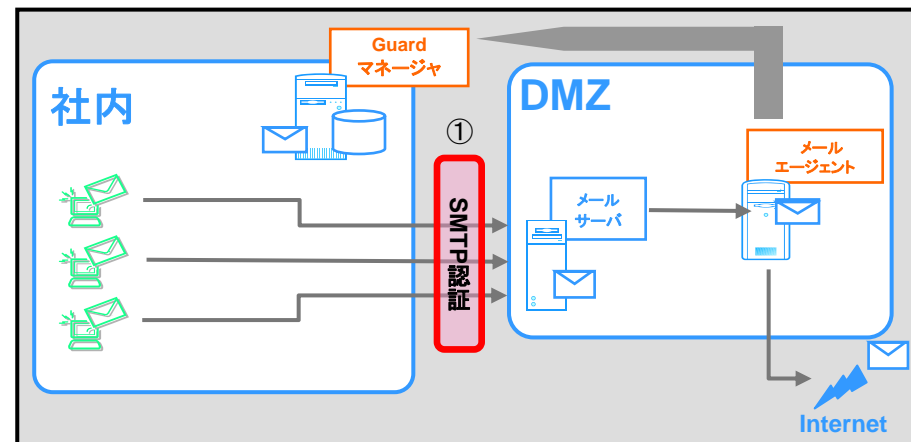 Guard
マネージャ
社内
DMZ
①
メール
エージェント
SMTP認証
メール
サーバ
Internet